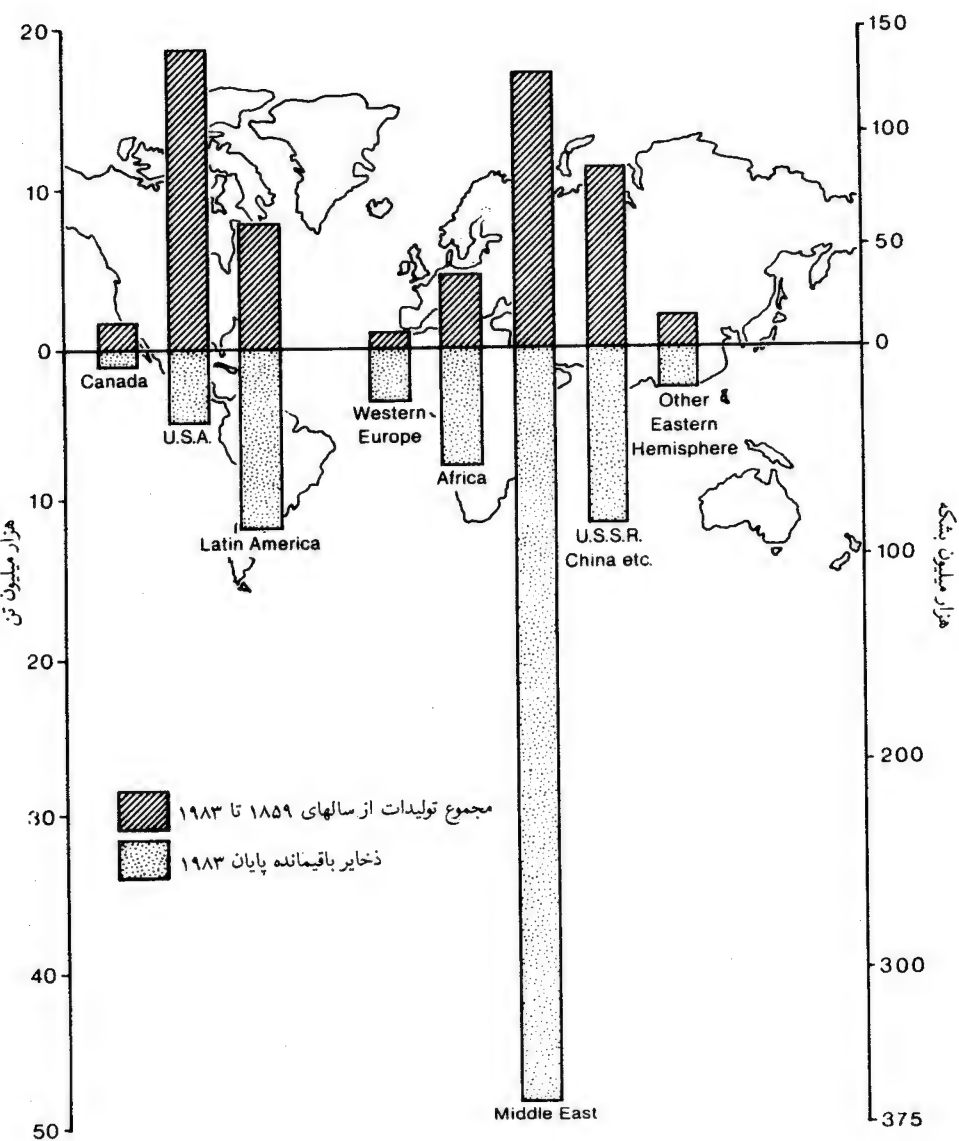 20
10
0
10
20
30
40
50
هزار میلیون تن
150
100
50
0
100
200
300
375
هزار میلیون بشکه
Canada
U.S.A.
Latin America
Western
Europe
Africa
Middle East
U.S.S.R.
China etc.
Other
Eastern
Hemisphere
مجموع تولیدات از سالهای ۱۸۵۹ تا ۱۹۸۳
ذخایر باقیمانده پایان ۱۹۸۳